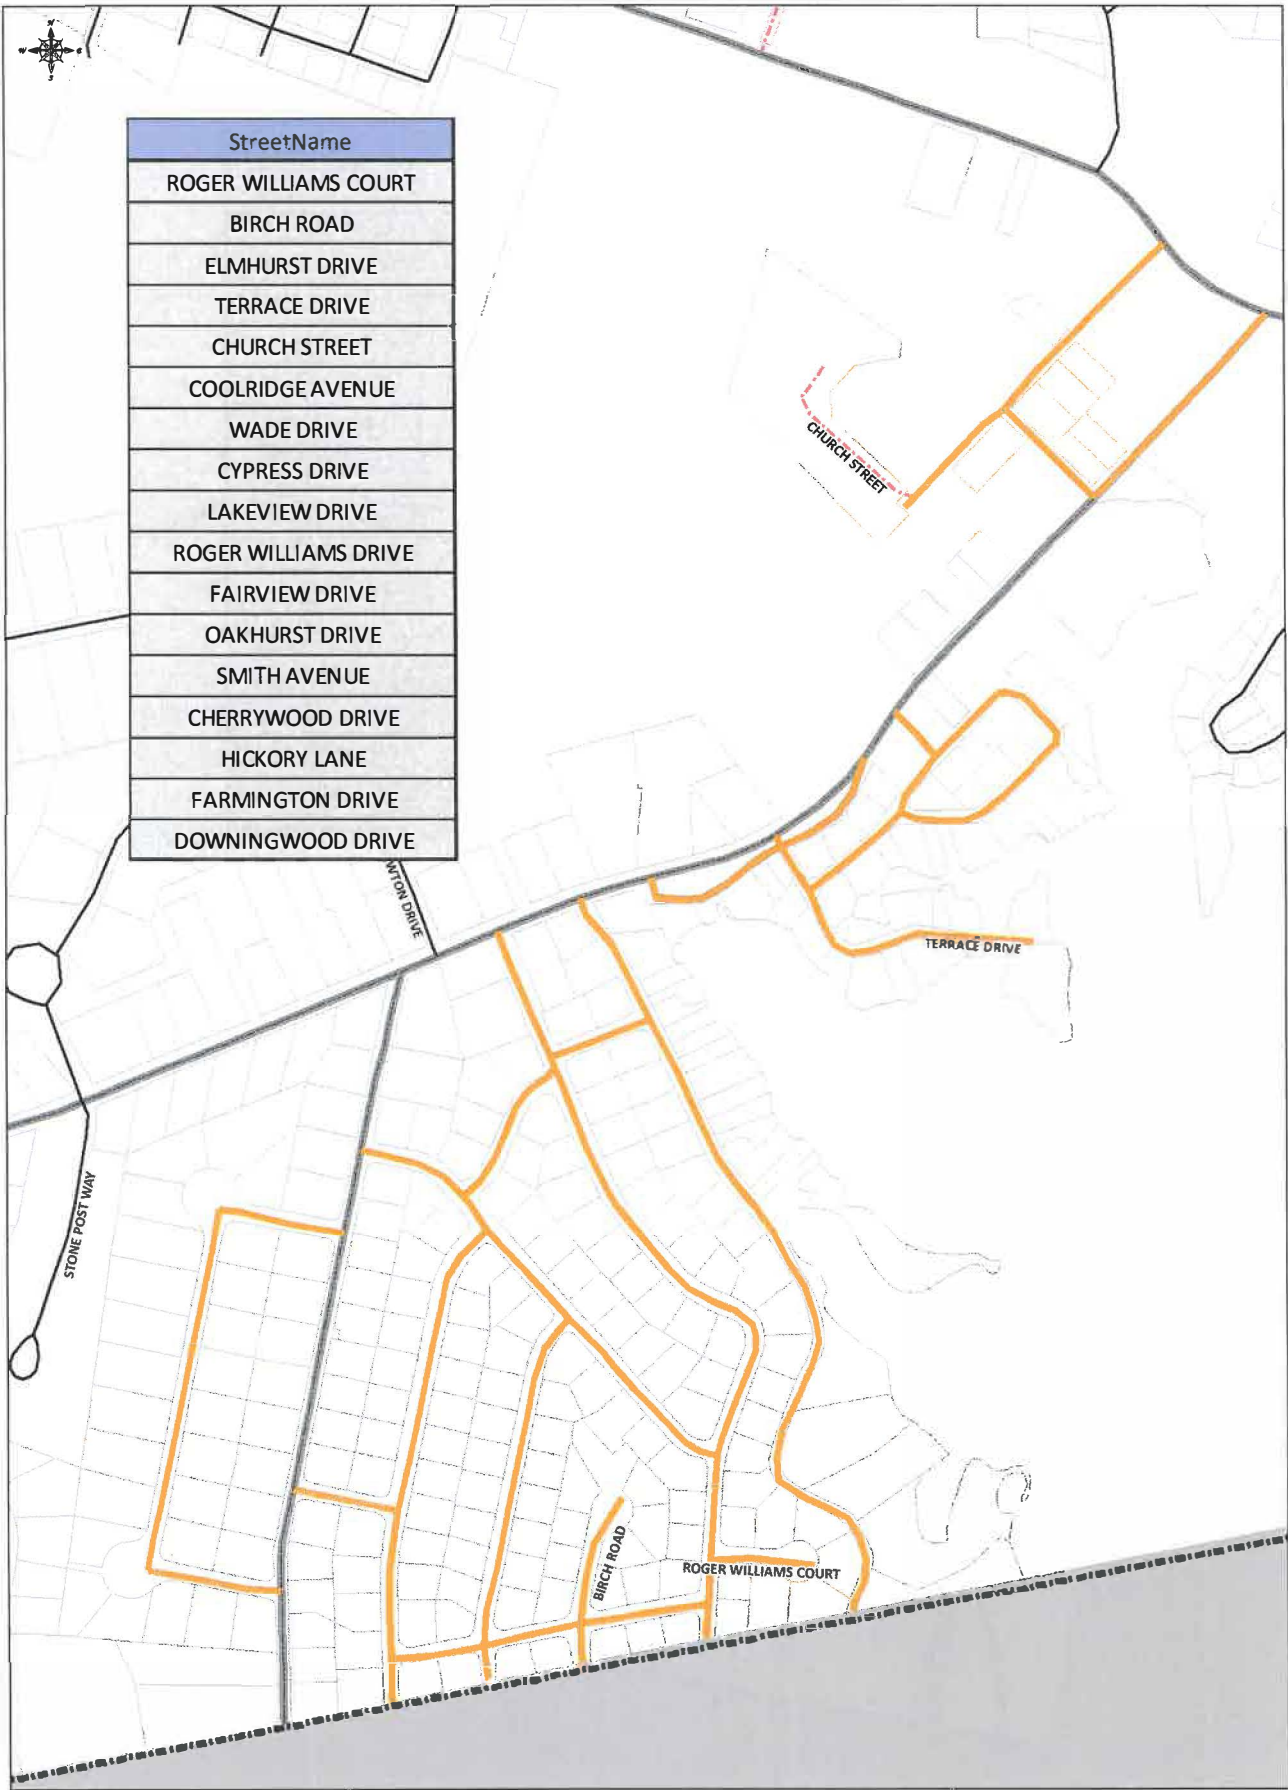 N
W
E
S
StreetName
ROGER WILLIAMS COURT
BIRCH ROAD
ELMHURST DRIVE
TERRACE DRIVE
CHURCH STREET
COOLRIDGE AVENUE
WADE DRIVE
CYPRESS DRIVE
LAKEVIEW DRIVE
ROGER WILLIAMS DRIVE
FAIRVIEW DRIVE
OAKHURST DRIVE
SMITH AVENUE
CHERRYWOOD DRIVE
HICKORY LANE
FARMINGTON DRIVE
DOWNINGWOOD DRIVE
CHURCH STREET
WTON DRIVE
TERRACE DRIVE
STONE POST WAY
BIRCH ROAD
ROGER WILLIAMS COURT